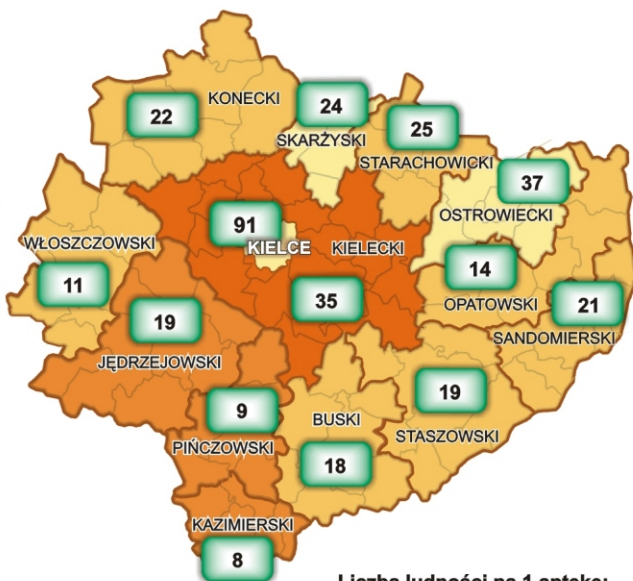 KONECKI
22
24
SKARŻYSKI
25
STARACHOWICKI
37
OSTROWIECKI
91
KIELCE
KIELECKI
WŁOSZCZOWSKI
11
14
OPATOWSKI
21
SANDOMIERSKI
35
19
JĘDRZEJOWSKI
9
PIŃCZOWSKI
BUSKI
18
19
STASZOWSKI
KAZIMIERSKI
8
Liczba ludności na 1 aptekę: